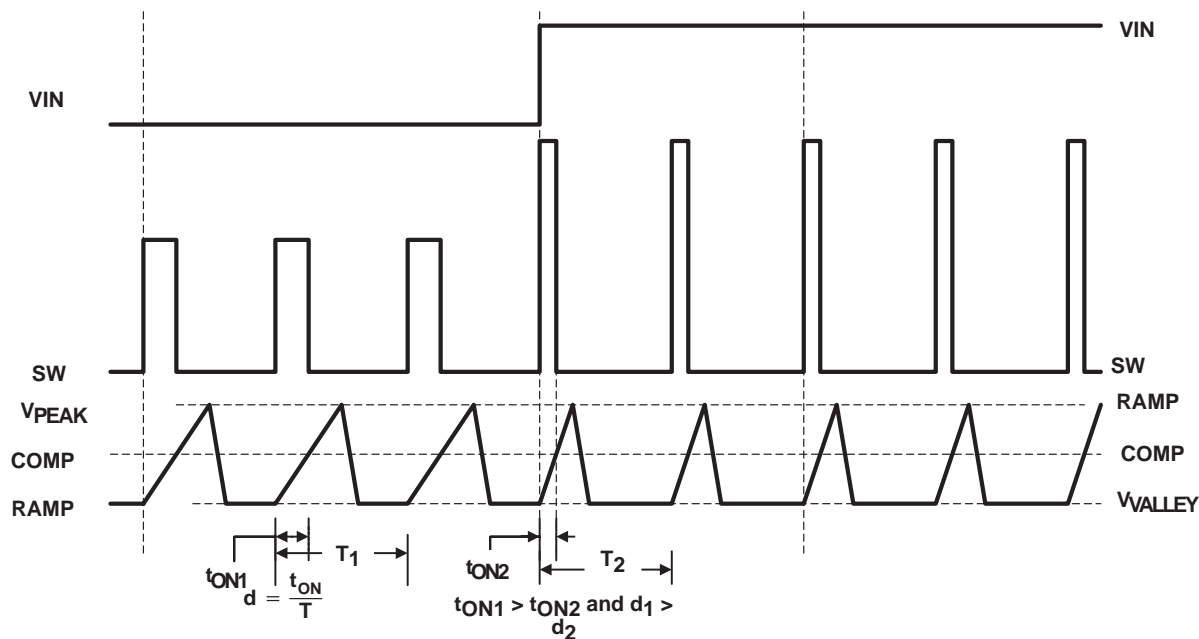 VIN
VIN
SW
SW
VPEAK
RAMP
COMP
COMP
RAMP
VVALLEY
tON1
T1
tON2
T2
d = tON
T
tON1 > tON2 and d1 >
d2